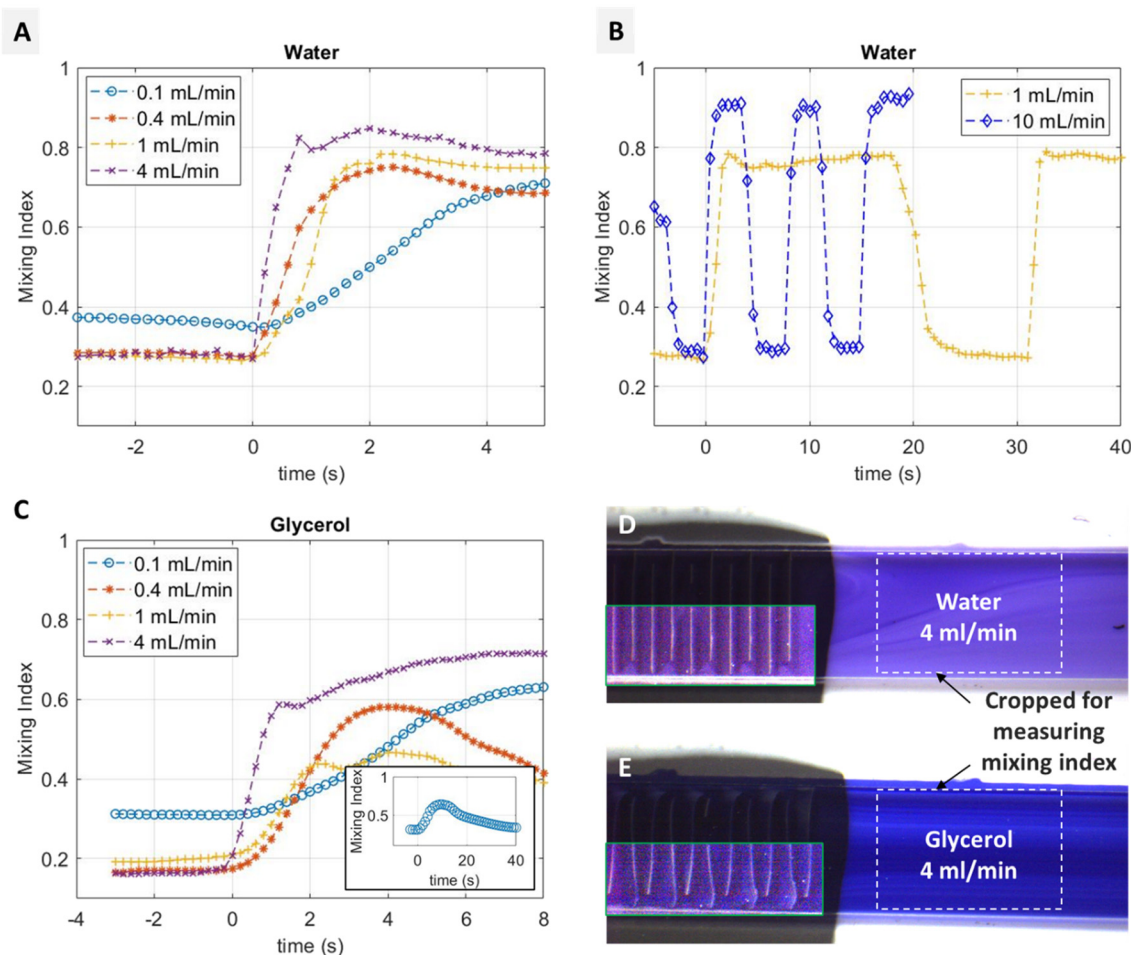 A
Water
Mixing Index
1
0.8
0.6
0.4
0.2
0.1 mL/min
0.4 mL/min
1 mL/min
4 mL/min
-2
0
2
4
time (s)
B
Water
Mixing Index
1
0.8
0.6
0.4
0.2
1 mL/min
10 mL/min
0
10
20
30
40
time (s)
C
Glycerol
Mixing Index
1
0.8
0.6
0.4
0.2
0.1 mL/min
0.4 mL/min
1 mL/min
4 mL/min
Mixing Index
1
0.5
0
20
40
time (s)
-4
-2
0
2
4
6
8
time (s)
D
Water
4 ml/min
Cropped for
measuring
mixing index
E
Glycerol
4 ml/min